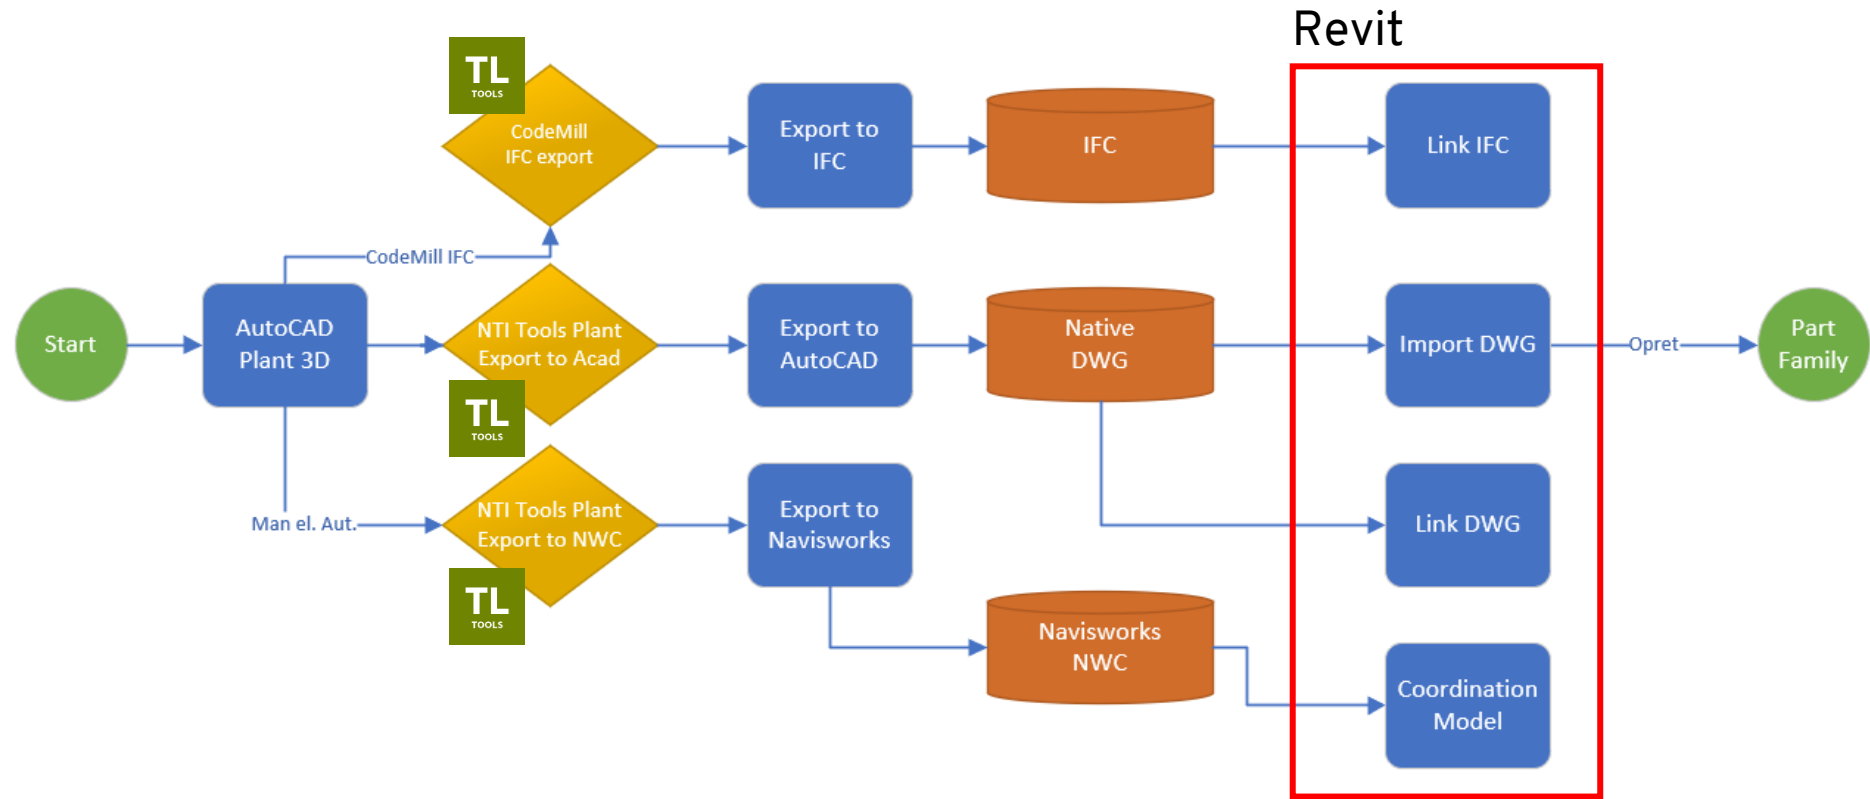 Revit
TL
TOOLS
CodeMill
IFC export
Export to
IFC
IFC
Link IFC
CodeMill IFC
Start
AutoCAD
Plant 3D
NTI Tools Plant
Export to Acad
TL
TOOLS
Export to
AutoCAD
Native
DWG
Import DWG
Opret
Part
Family
Man el. Aut.
NTI Tools Plant
Export to NWC
TL
TOOLS
Export to
Navisworks
Link DWG
Navisworks
NWC
Coordination
Model